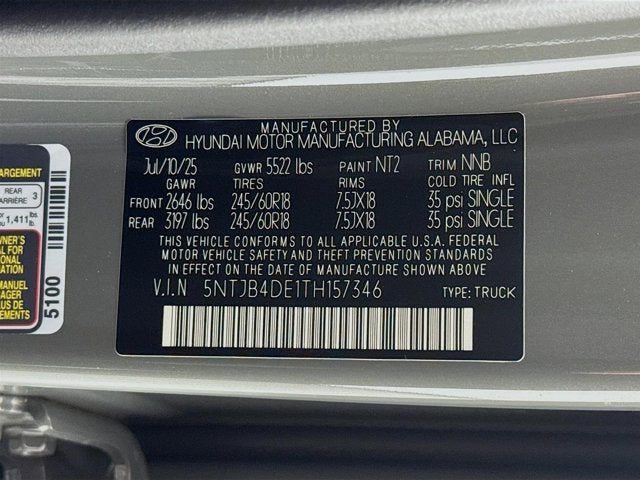 MANUFACTURED BY
HYUNDAI MOTOR MANUFACTURING ALABAMA, LLC
Jul/10/25 GVWR 5522 lbs PAINT NT2 TRIM NNB
GAWR TIRES RIMS COLD TIRE INFL
FRONT 2646 lbs 245/60R18 7.5JX18 35 psi SINGLE
REAR 3197 lbs 245/60R18 7.5JX18 35 psi SINGLE
THIS VEHICLE CONFORMS TO ALL APPLICABLE U.S.A. FEDERAL
MOTOR VEHICLE SAFETY AND THEFT PREVENTION STANDARDS
IN EFFECT ON THE DATE OF MANUFACTURE SHOWN ABOVE
V.I.N 5NTJB4DE1TH157346 TYPE: TRUCK
ARGEMENT
REAR
ARRIÈRE 3
or 1,411 lbs.
WNER'S
AL FOR
TIONAL
MATION
MANUEL
AGER
US DE
EMENTS
5100